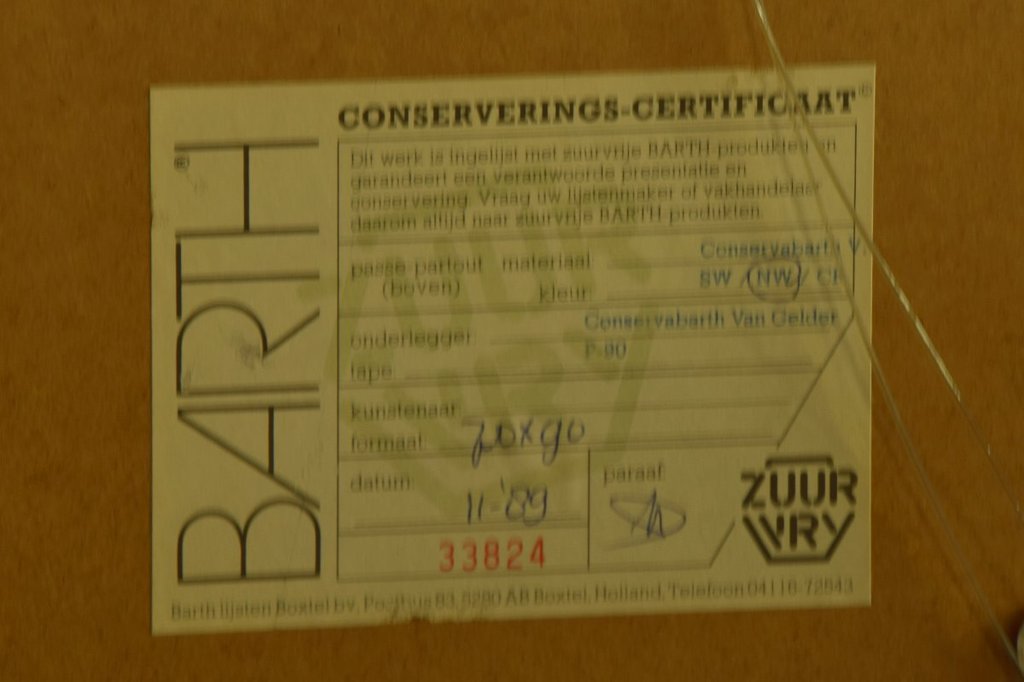 BARTH®
CONSERVERINGS-CERTIFICAAT©
Dit werk is ingelijst met zuurvrije BARTH produkten en
garandeert een verantwoorde presentatie en
conservering. Vraag uw lijstenmaker of vakhandelaar
daarom altijd naar zuurvrije BARTH produkten.
passe-partout materiaal: Conservabarth V.
(boven) kleur: SW / NW / CR
onderlegger: Conservabarth Van Gelder
P-90
tape:
kunstenaar:
formaat: 70x90
datum: 11-'89
paraaf:
33824
ZUUR
VRY
Barth lijsten Boxtel bv, Posthus 83, 5280 AB Boxtel, Holland, Telefoon 04116-72543